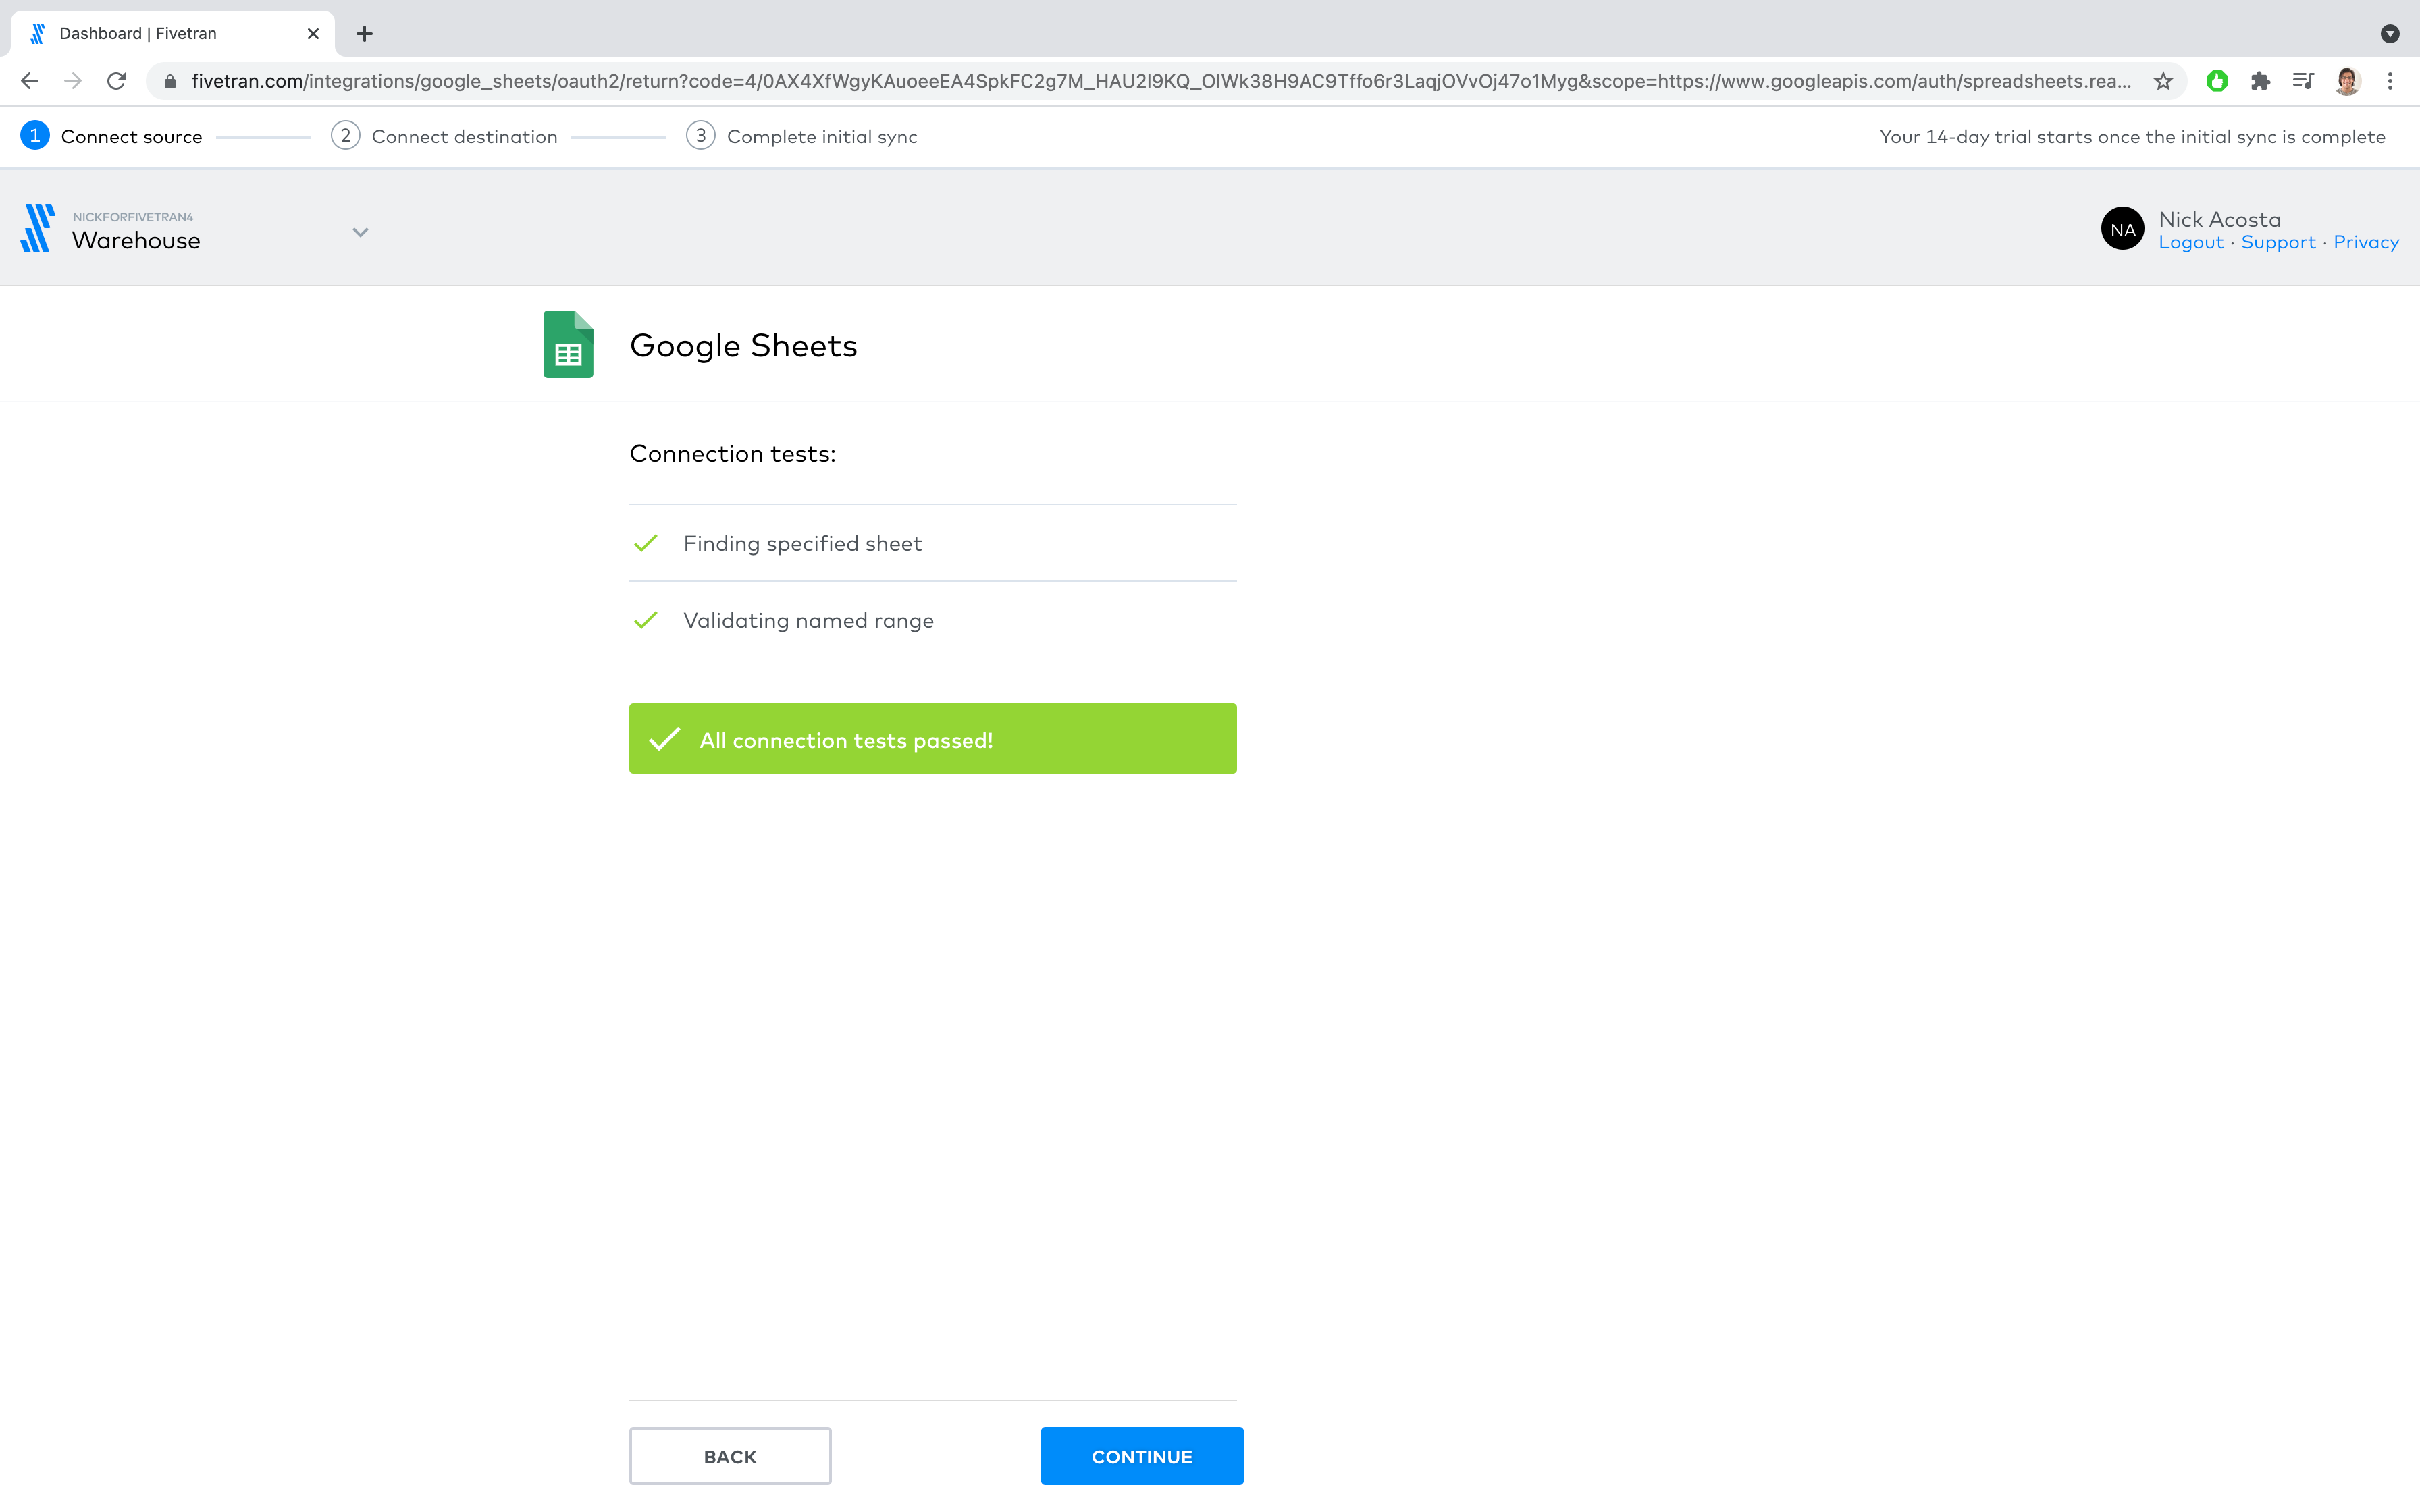 Dashboard | Fivetran
fivetran.com/integrations/google_sheets/oauth2/return?code=4/0AX4XfWgyKAuoeeEA4SpkFC2g7M_HAU2l9KQ_OlWk38H9AC9Tffo6r3LaqjOVvOj47o1Myg&scope=https://www.googleapis.com/auth/spreadsheets.rea...
1 Connect source 2 Connect destination 3 Complete initial sync Your 14-day trial starts once the initial sync is complete
NICKFORFIVETRAN4
Warehouse
NA
Nick Acosta
Logout · Support · Privacy
Google Sheets
Connection tests:
Finding specified sheet
Validating named range
All connection tests passed!
BACK CONTINUE